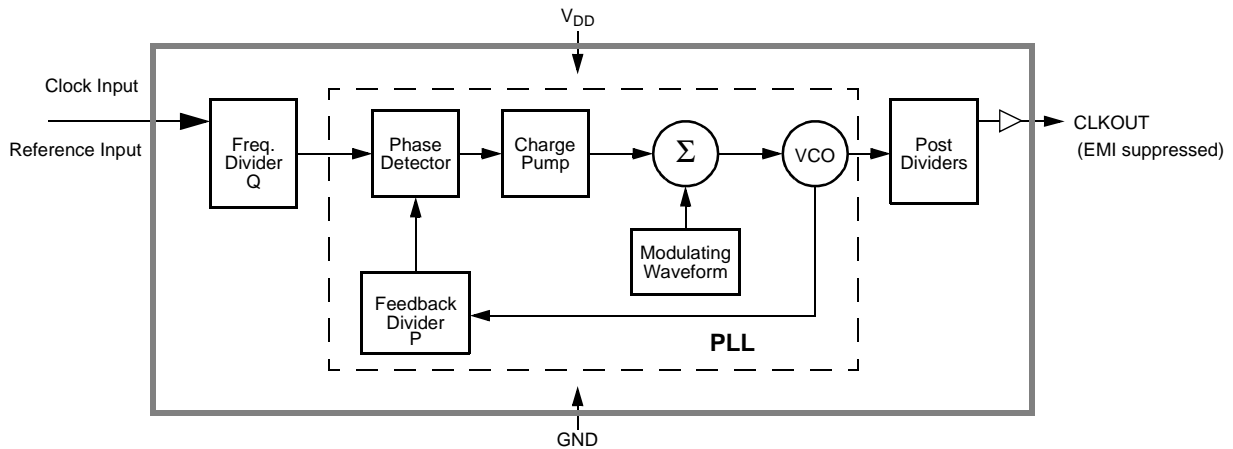 VDD
Clock Input
Reference Input
Freq.
Divider
Q
Phase
Detector
Charge
Pump
Σ
VCO
Post
Dividers
CLKOUT
(EMI suppressed)
Modulating
Waveform
Feedback
Divider
P
PLL
GND